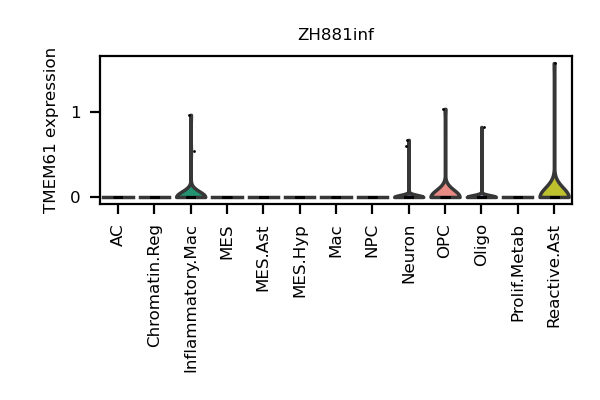 ZH881inf
TMEM61 expression
1
0
AC
Chromatin.Reg
Inflammatory.Mac
MES
MES.Ast
MES.Hyp
Mac
NPC
Neuron
OPC
Oligo
Prolif.Metab
Reactive.Ast